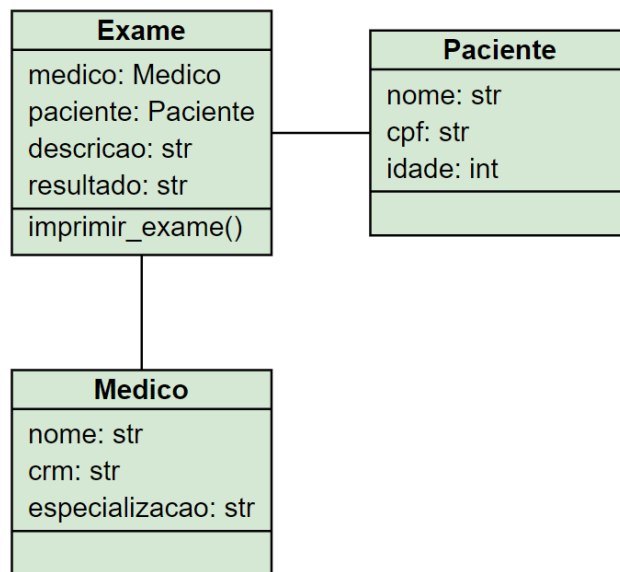 Exame
medico: Medico
paciente: Paciente
descricao: str
resultado: str
imprimir_exame()
Paciente
nome: str
cpf: str
idade: int
Medico
nome: str
crm: str
especializacao: str